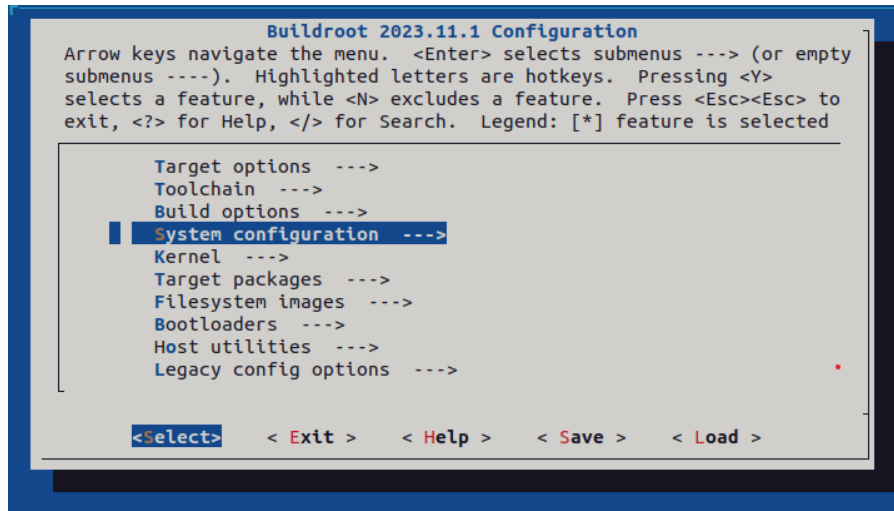 Buildroot 2023.11.1 Configuration
Arrow keys navigate the menu.  <Enter> selects submenus ---> (or empty
submenus ----).  Highlighted letters are hotkeys.  Pressing <Y>
selects a feature, while <N> excludes a feature.  Press <Esc><Esc> to
exit, <?> for Help, </> for Search.  Legend: [*] feature is selected
Target options  --->
Toolchain  --->
Build options  --->
System configuration  --->
Kernel  --->
Target packages  --->
Filesystem images  --->
Bootloaders  --->
Host utilities  --->
Legacy config options  --->
<Select>    < Exit >    < Help >    < Save >    < Load >